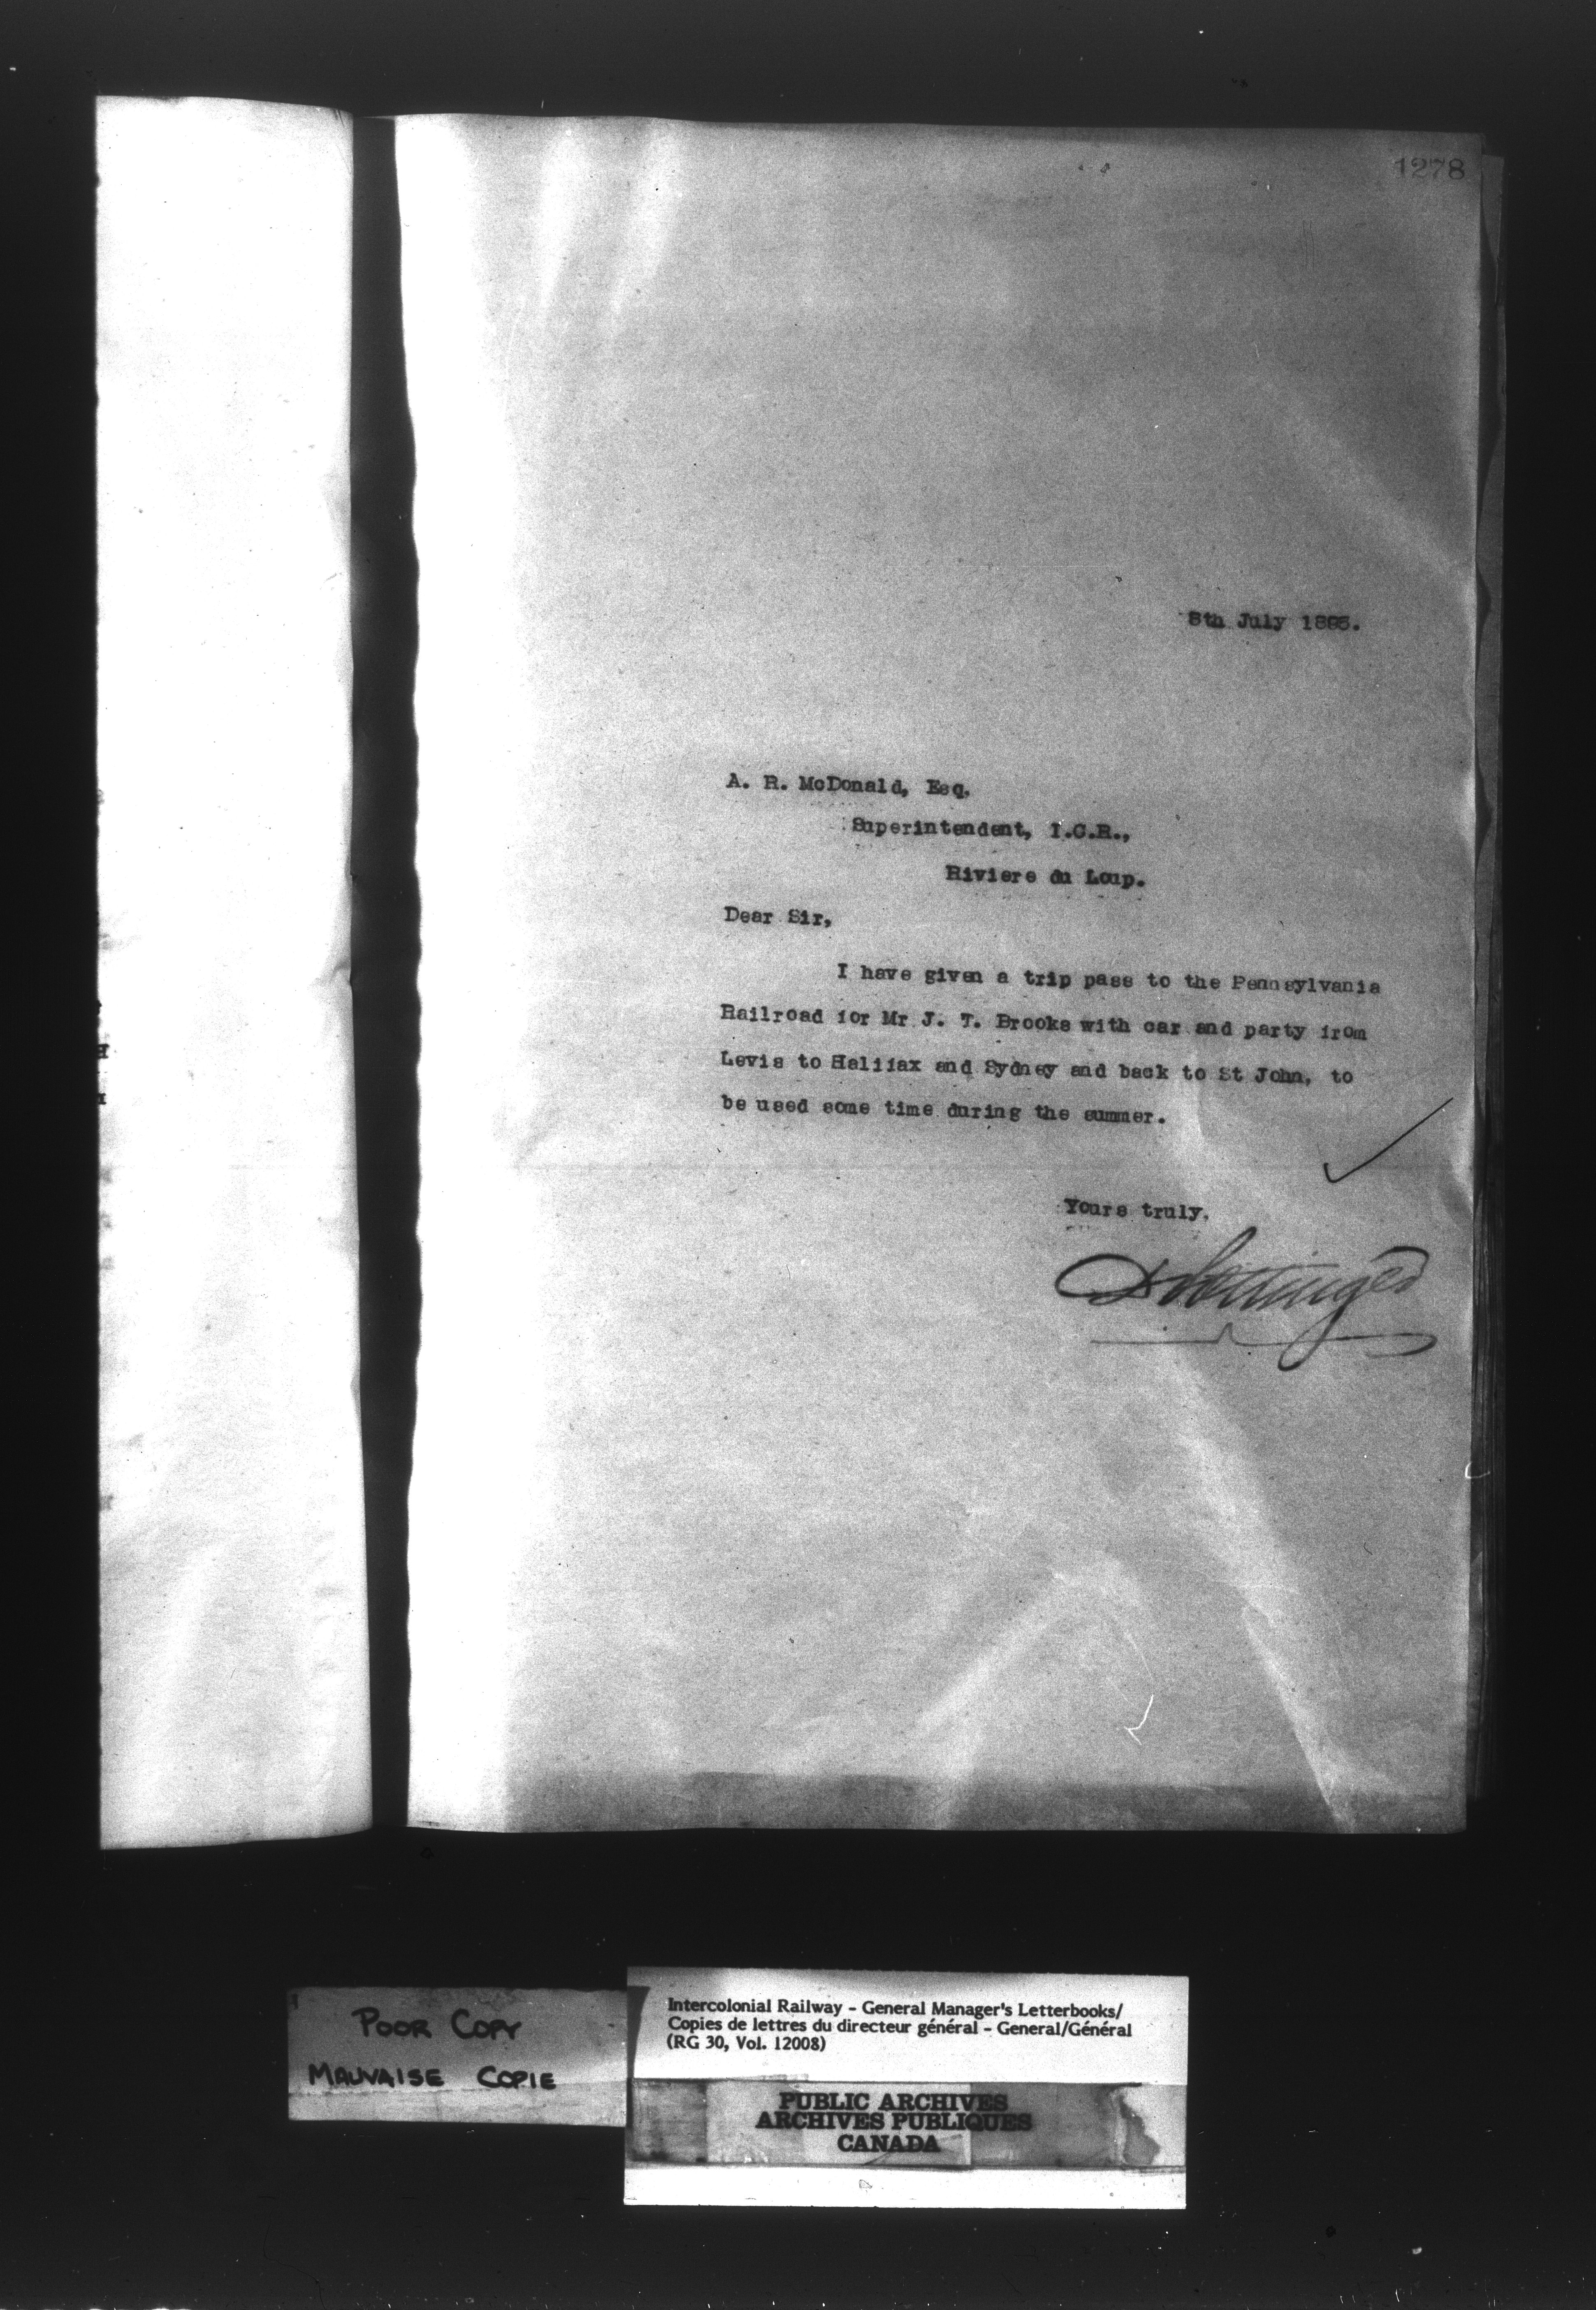 1278
8th July 1895.
A. R. McDonald, Esq,
Superintendent, I.C.R.,
Riviere du Loup.
Dear Sir,
I have given a trip pass to the Pennsylvania
Railroad for Mr J. T. Brooks with car and party from
Levis to Halifax and Sydney and back to St John, to
be used some time during the summer.
Yours truly,
D Pottinger
POOR COPY
MAUVAISE COPIE
Intercolonial Railway - General Manager's Letterbooks/
Copies de lettres du directeur général - General/Général
(RG 30, Vol. 12008)
PUBLIC ARCHIVES
ARCHIVES PUBLIQUES
CANADA